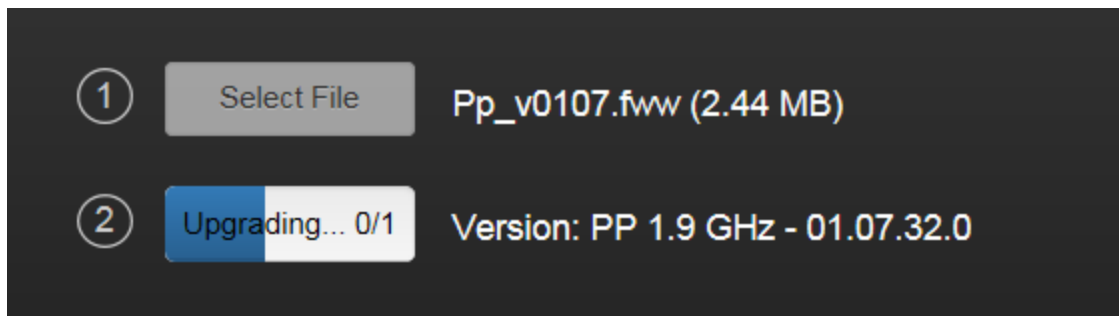 1 Select File Pp_v0107.fww (2.44 MB)
2 Upgrading... 0/1 Version: PP 1.9 GHz - 01.07.32.0